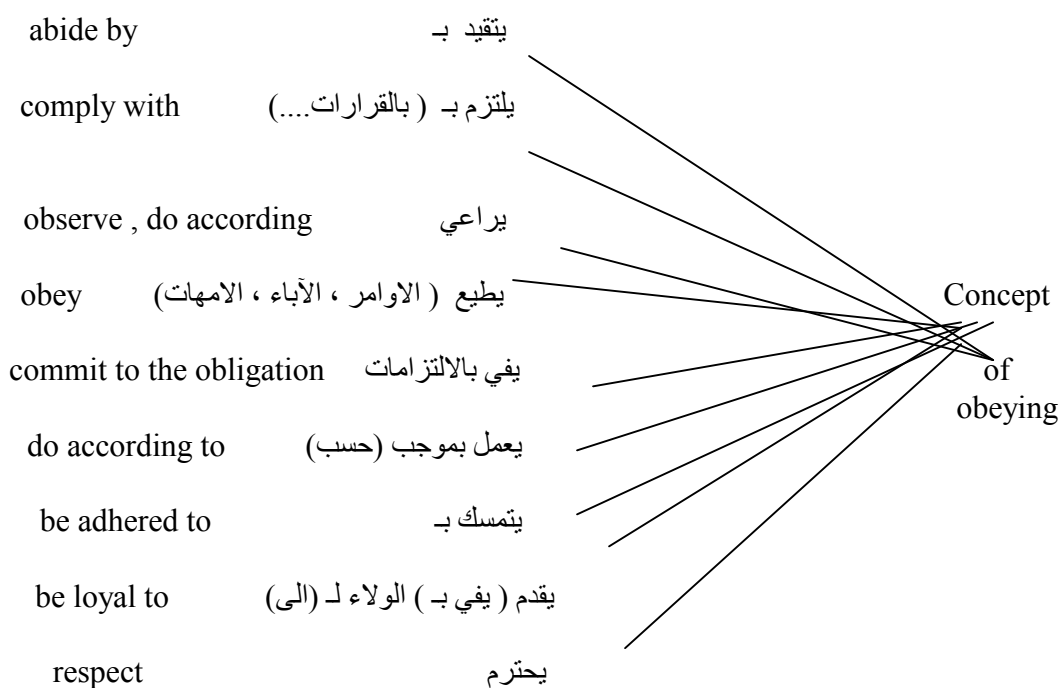 abide by يتقيد بـ
comply with يلتزم بـ ( بالقرارات....)
observe , do according يراعي
obey يطيع ( الاوامر ، الآباء ، الامهات)
Concept
commit to the obligation يفي بالالتزامات
of
obeying
do according to يعمل بموجب (حسب)
be adhered to يتمسك بـ
be loyal to يقدم ( يفي بـ ) الولاء لـ (الى)
respect يحترم